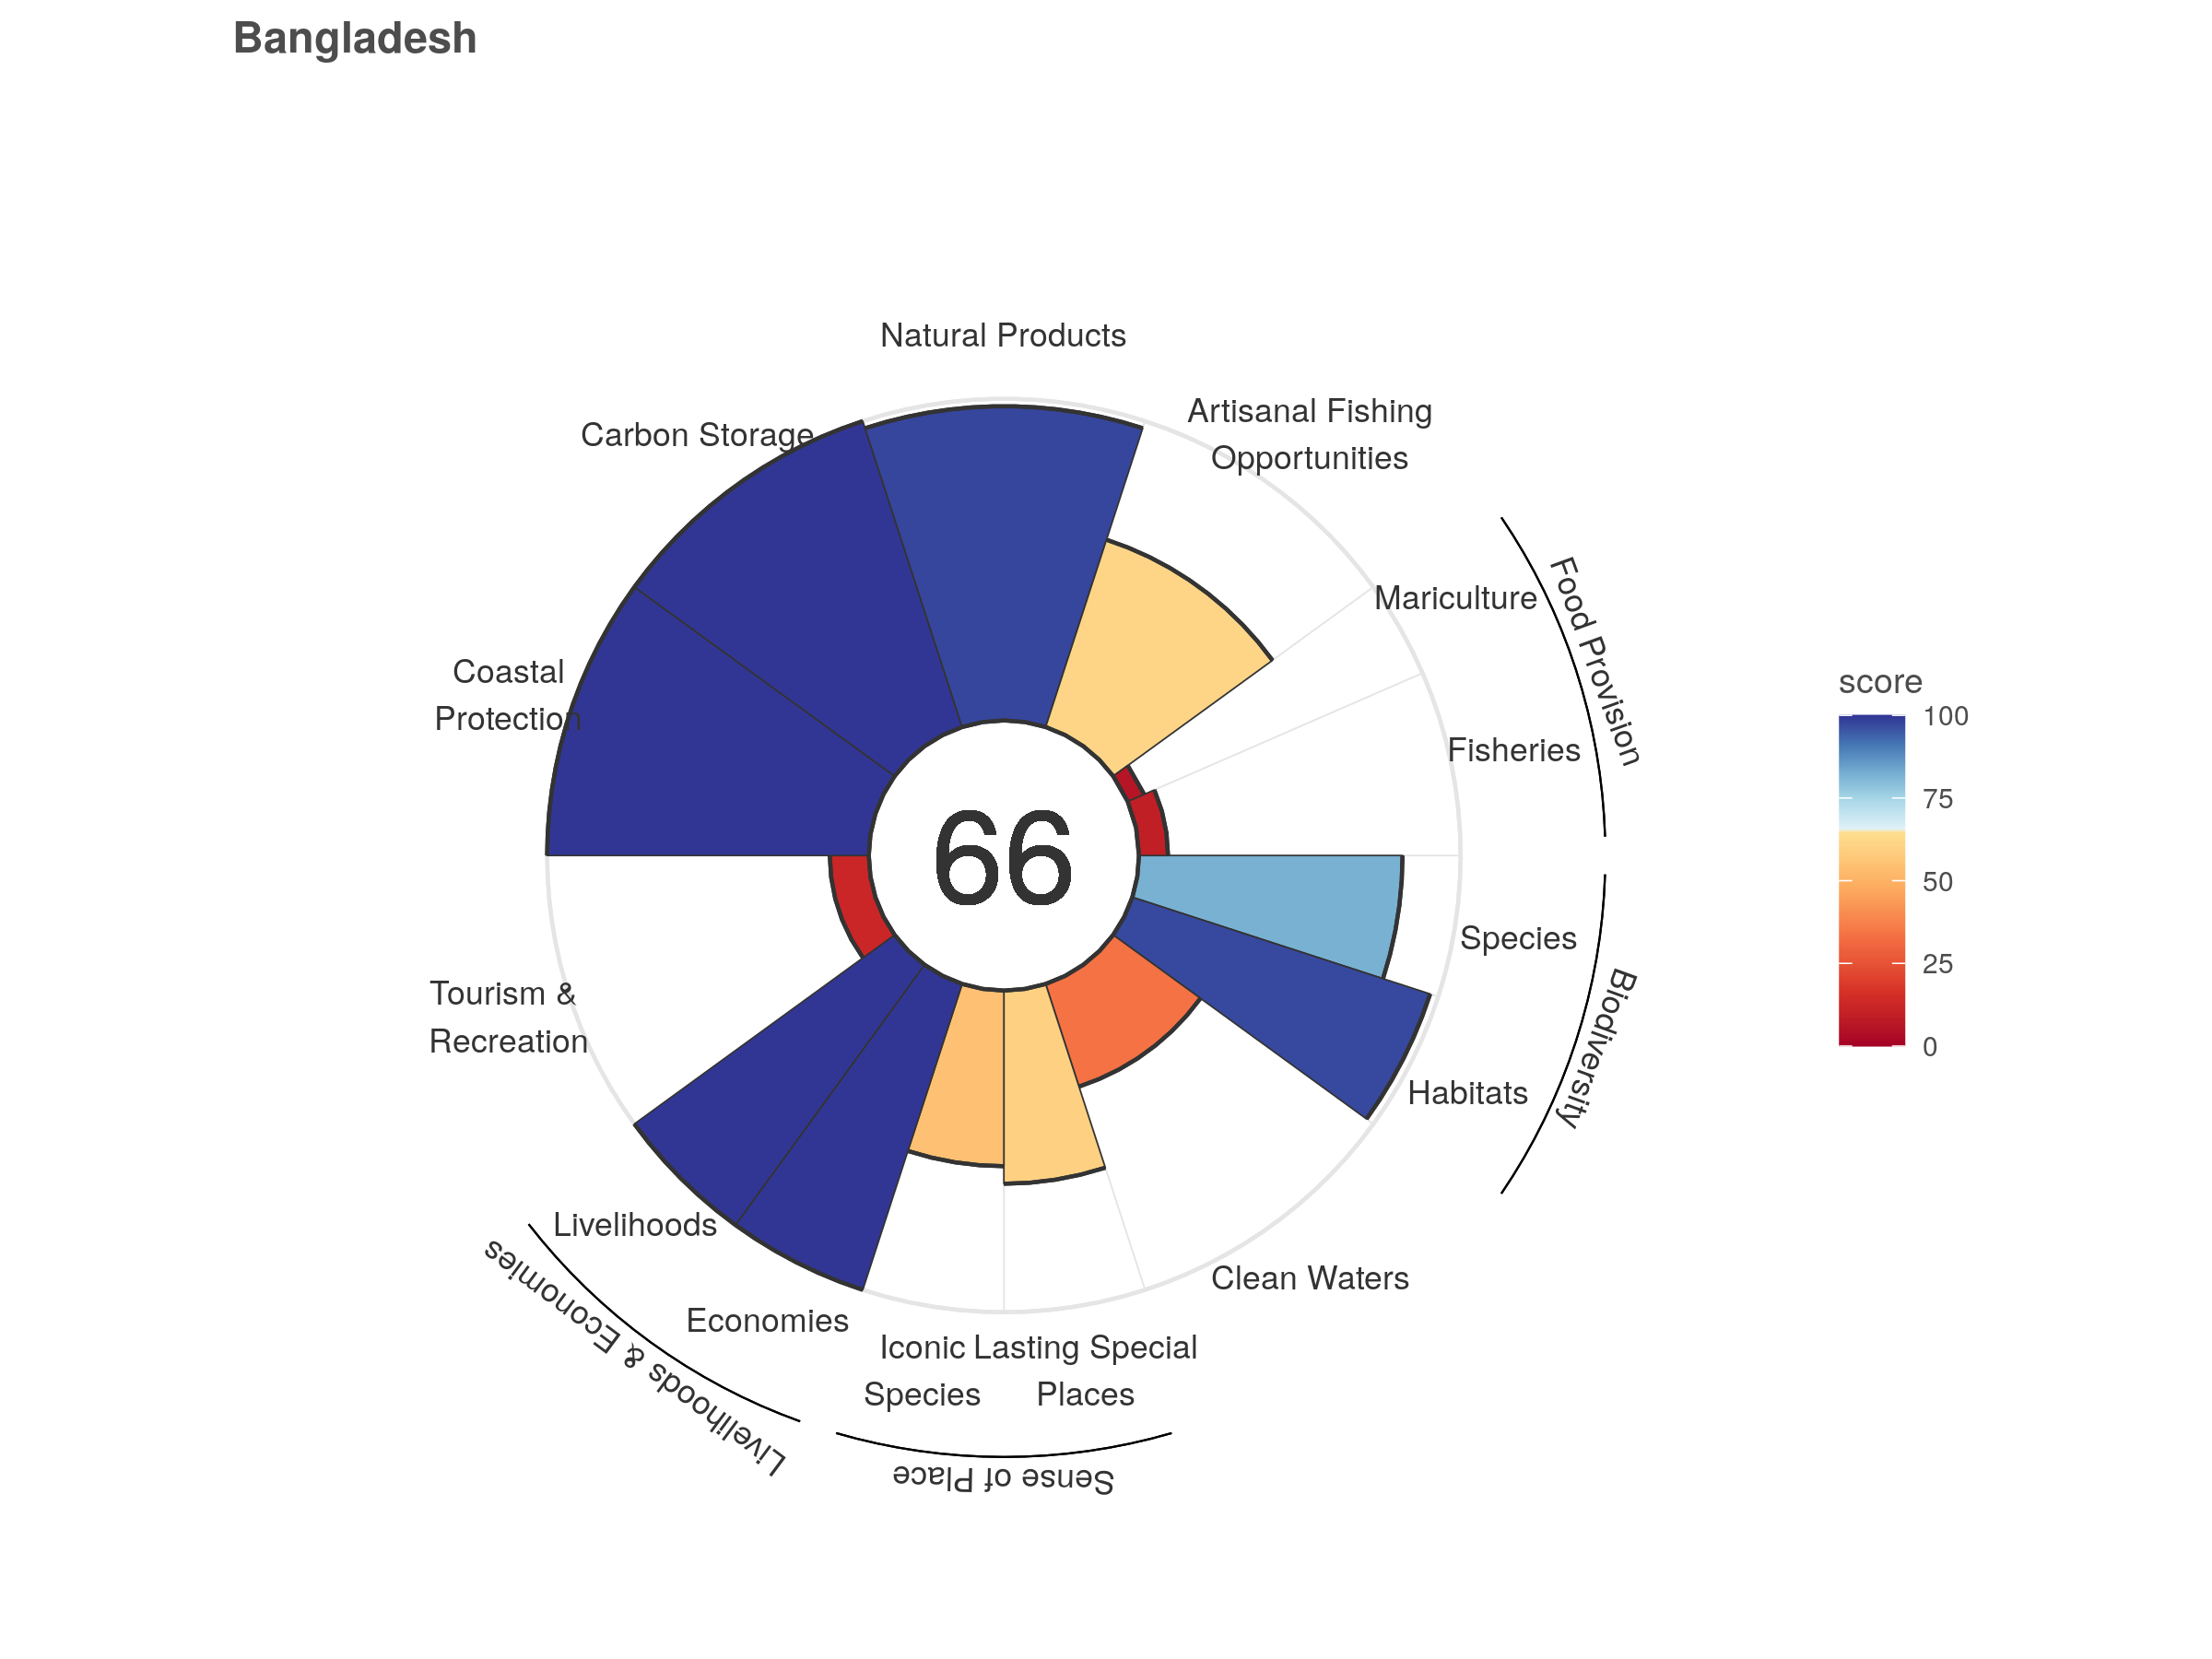 Bangladesh
Natural Products
Artisanal Fishing
Opportunities
Carbon Storage
Mariculture
Food Provision
Coastal
Protection
Fisheries
score
100
75
50
25
0
66
Species
Biodiversity
Tourism &
Recreation
Habitats
Livelihoods
Clean Waters
Economies
Livelihoods & Economies
Iconic
Species
Lasting Special
Places
Sense of Place